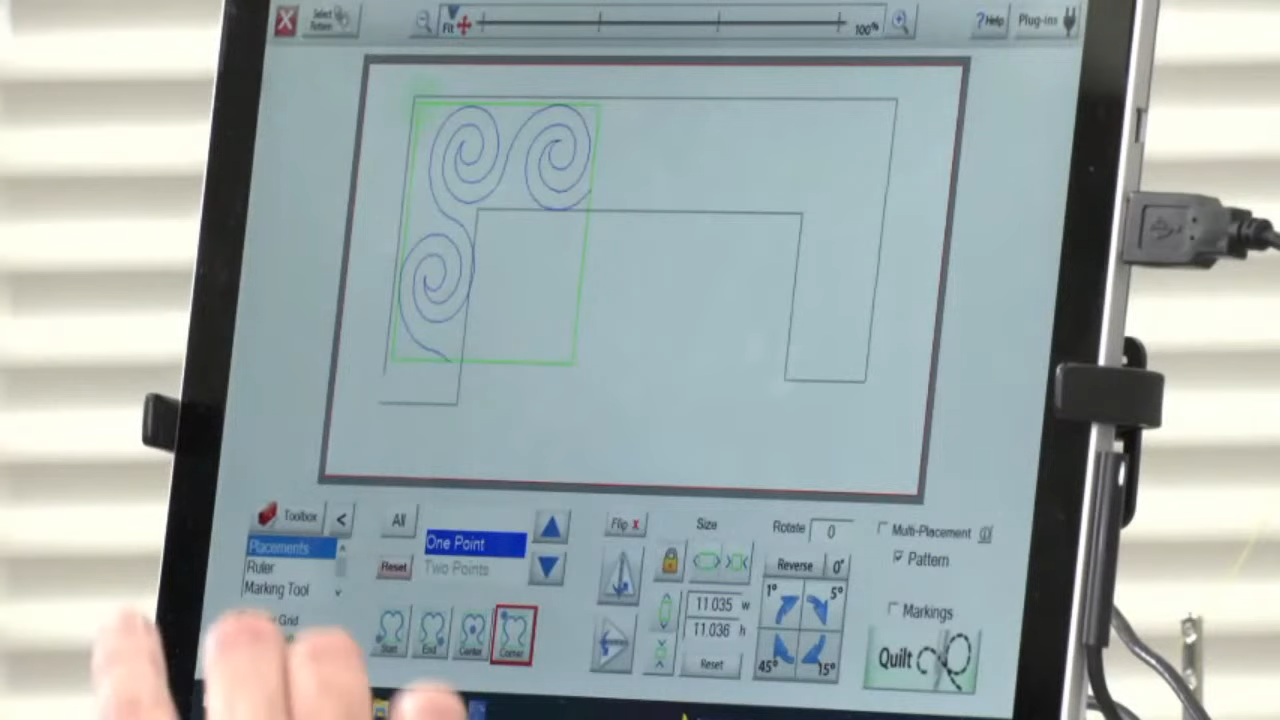 Select
Pattern
Fit
100%
?Help
Plug-ins
Toolbox
<
All
Placements
Ruler
Marking Tool
Grid
Reset
One Point
Two Points
Start
End
Center
Corner
Flip x
Size
11.035 w
11.036 h
Reset
Rotate 0
Reverse 0°
1° 5°
45° 15°
Multi-Placement
Pattern
Markings
Quilt